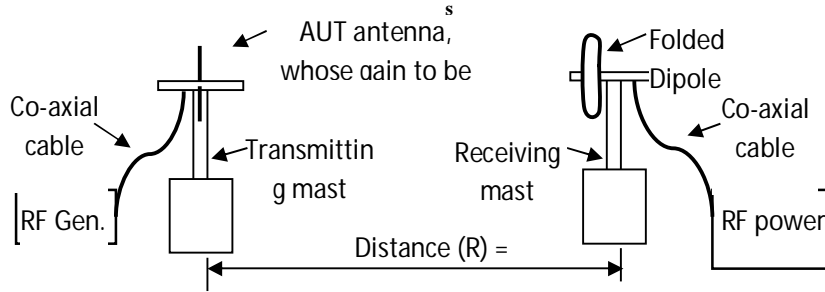 s
AUT antenna,
whose gain to be
Folded
Dipole
Co-axial
cable
Co-axial
cable
Transmittin
g mast
Receiving
mast
RF Gen.
RF power
Distance (R) =